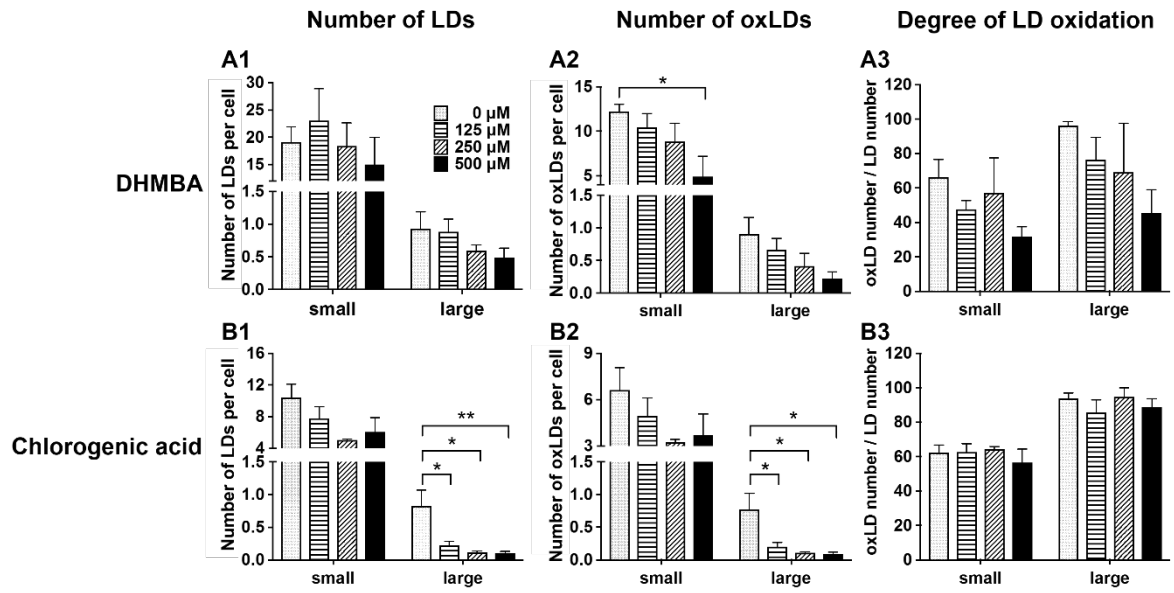 Number of LDs
Number of oxLDs
Degree of LD oxidation
DHMBA
A1
Number of LDs per cell
30
25
20
15
1.5
1.0
0.5
0.0
small
large
0 µM
125 µM
250 µM
500 µM
A2
Number of oxLDs per cell
15
10
5
1.5
1.0
0.5
0.0
*
small
large
A3
oxLD number / LD number
120
100
80
60
40
20
0
small
large
Chlorogenic acid
B1
Number of LDs per cell
16
12
8
4
1.5
1.0
0.5
0.0
**
*
*
small
large
B2
Number of oxLDs per cell
9
6
3
1.5
1.0
0.5
0.0
*
*
*
small
large
B3
oxLD number / LD number
120
100
80
60
40
20
0
small
large